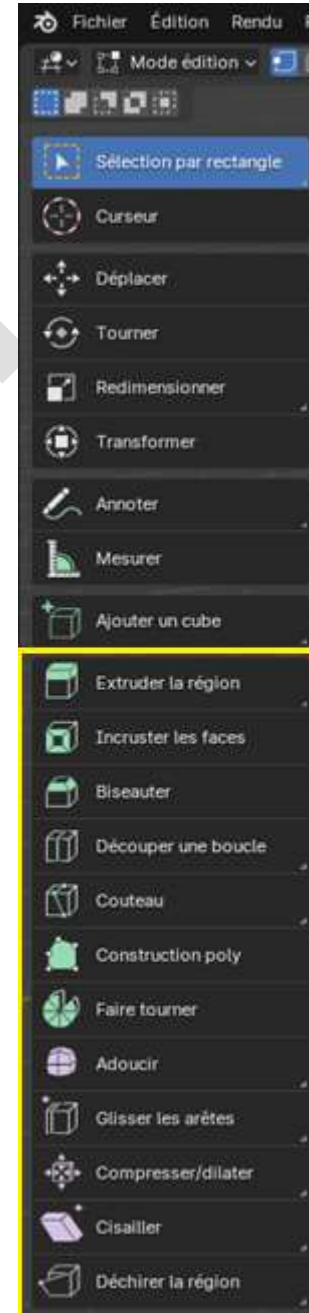 Fichier Édition Rendu
Mode édition
Sélection par rectangle
Curseur
Déplacer
Tourner
Redimensionner
Transformer
Annoter
Mesurer
Ajouter un cube
Extruder la région
Incruster les faces
Biseauter
Découper une boucle
Couteau
Construction poly
Faire tourner
Adoucir
Glisser les arêtes
Compresser/dilater
Cisailler
Déchirer la région